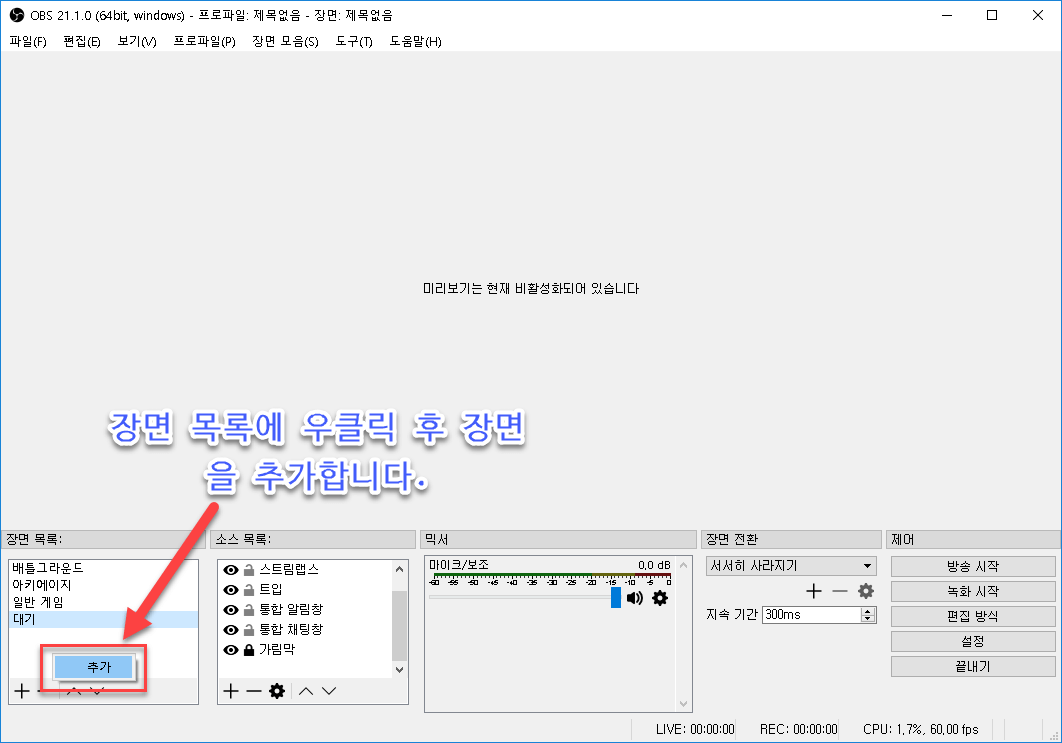 OBS 21.1.0 (64bit, windows) - 프로파일: 제목없음 - 장면: 제목없음
파일(F) 편집(E) 보기(V) 프로파일(P) 장면 모음(S) 도구(T) 도움말(H)
미리보기는 현재 비활성화되어 있습니다
장면 목록에 우클릭 후 장면
을 추가합니다.
장면 목록:
배틀그라운드
아키에이지
일반 게임
대기
추가
소스 목록:
스트림랩스
트입
통합 알림창
통합 채팅창
가림막
믹서
마이크/보조 0.0 dB
-60 -55 -50 -45 -40 -35 -30 -25 -20 -15 -10 -5 0
장면 전환
서서히 사라지기
지속 기간 300ms
제어
방송 시작
녹화 시작
편집 방식
설정
끝내기
LIVE: 00:00:00 REC: 00:00:00 CPU: 1.7%, 60.00 fps